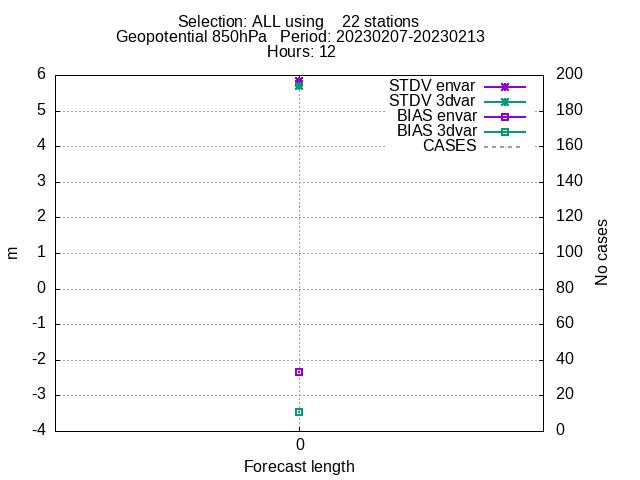 Selection: ALL using    22 stations
Geopotential 850hPa   Period: 20230207-20230213
Hours: 12
6 200
5 STDV envar 180
STDV 3dvar
BIAS envar
BIAS 3dvar
4 CASES 160
3 140
2 120
1 100
0 80
-1 60
-2 40
-3 20
-4 0
m
No cases
0
Forecast length